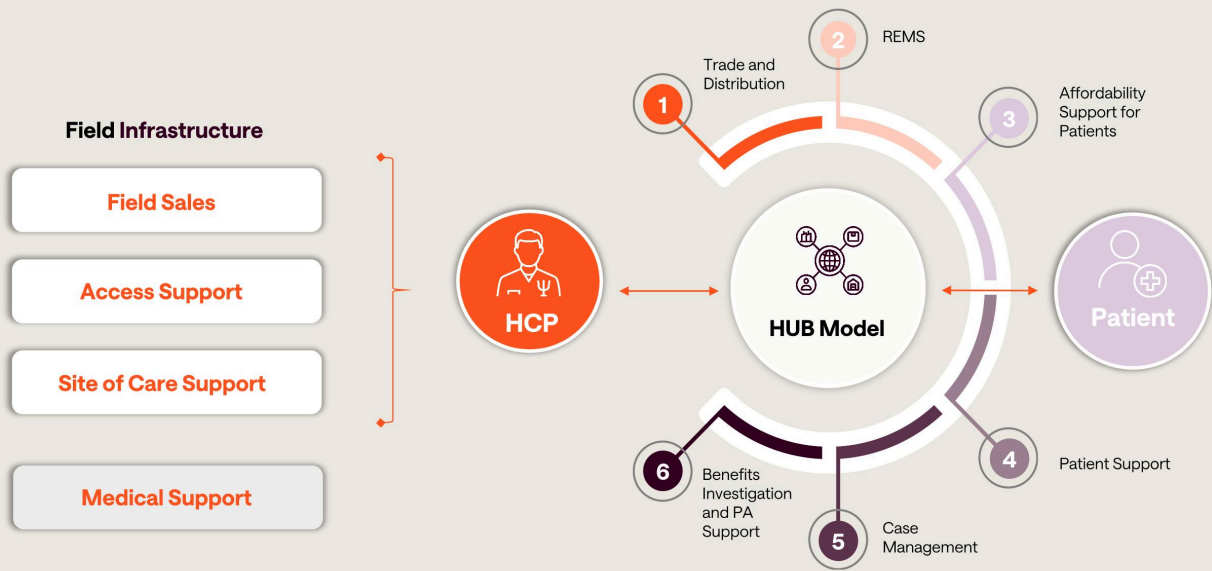 Field Infrastructure
Field Sales
Access Support
Site of Care Support
Medical Support
HCP
HUB Model
Patient
1
Trade and
Distribution
2
REMS
3
Affordability
Support for
Patients
4
Patient Support
5
Case
Management
6
Benefits
Investigation
and PA
Support